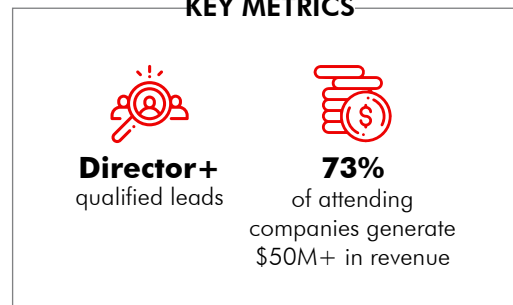 KEY METRICS
$
Director+
qualified leads
73%
of attending
companies generate
$50M+ in revenue